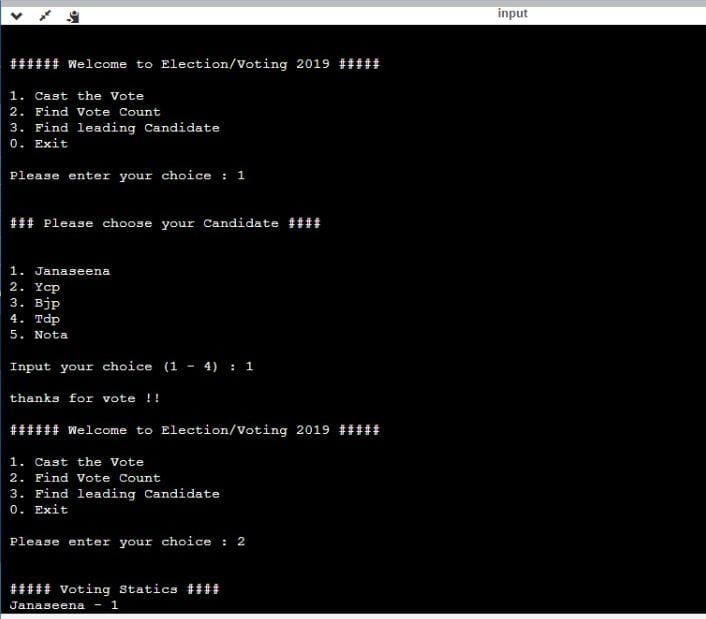 input
###### Welcome to Election/Voting 2019 #####
1. Cast the Vote
2. Find Vote Count
3. Find leading Candidate
0. Exit
Please enter your choice : 1
### Please choose your Candidate ####
1. Janaseena
2. Ycp
3. Bjp
4. Tdp
5. Nota
Input your choice (1 - 4) : 1
thanks for vote !!
###### Welcome to Election/Voting 2019 #####
1. Cast the Vote
2. Find Vote Count
3. Find leading Candidate
0. Exit
Please enter your choice : 2
##### Voting Statics ####
Janaseena - 1